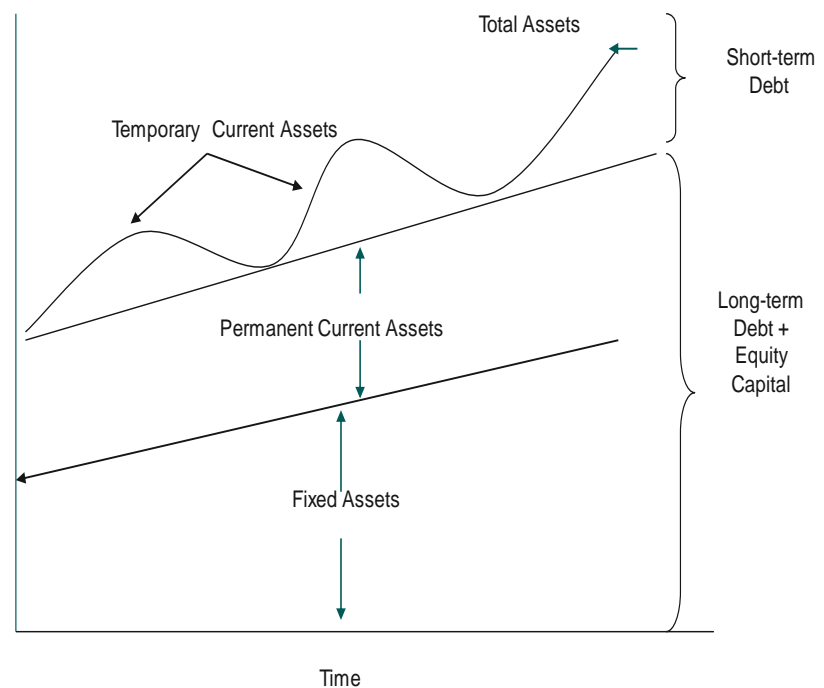 Total Assets
Short-term
Debt
Temporary Current Assets
Permanent Current Assets
Long-term
Debt +
Equity
Capital
Fixed Assets
Time